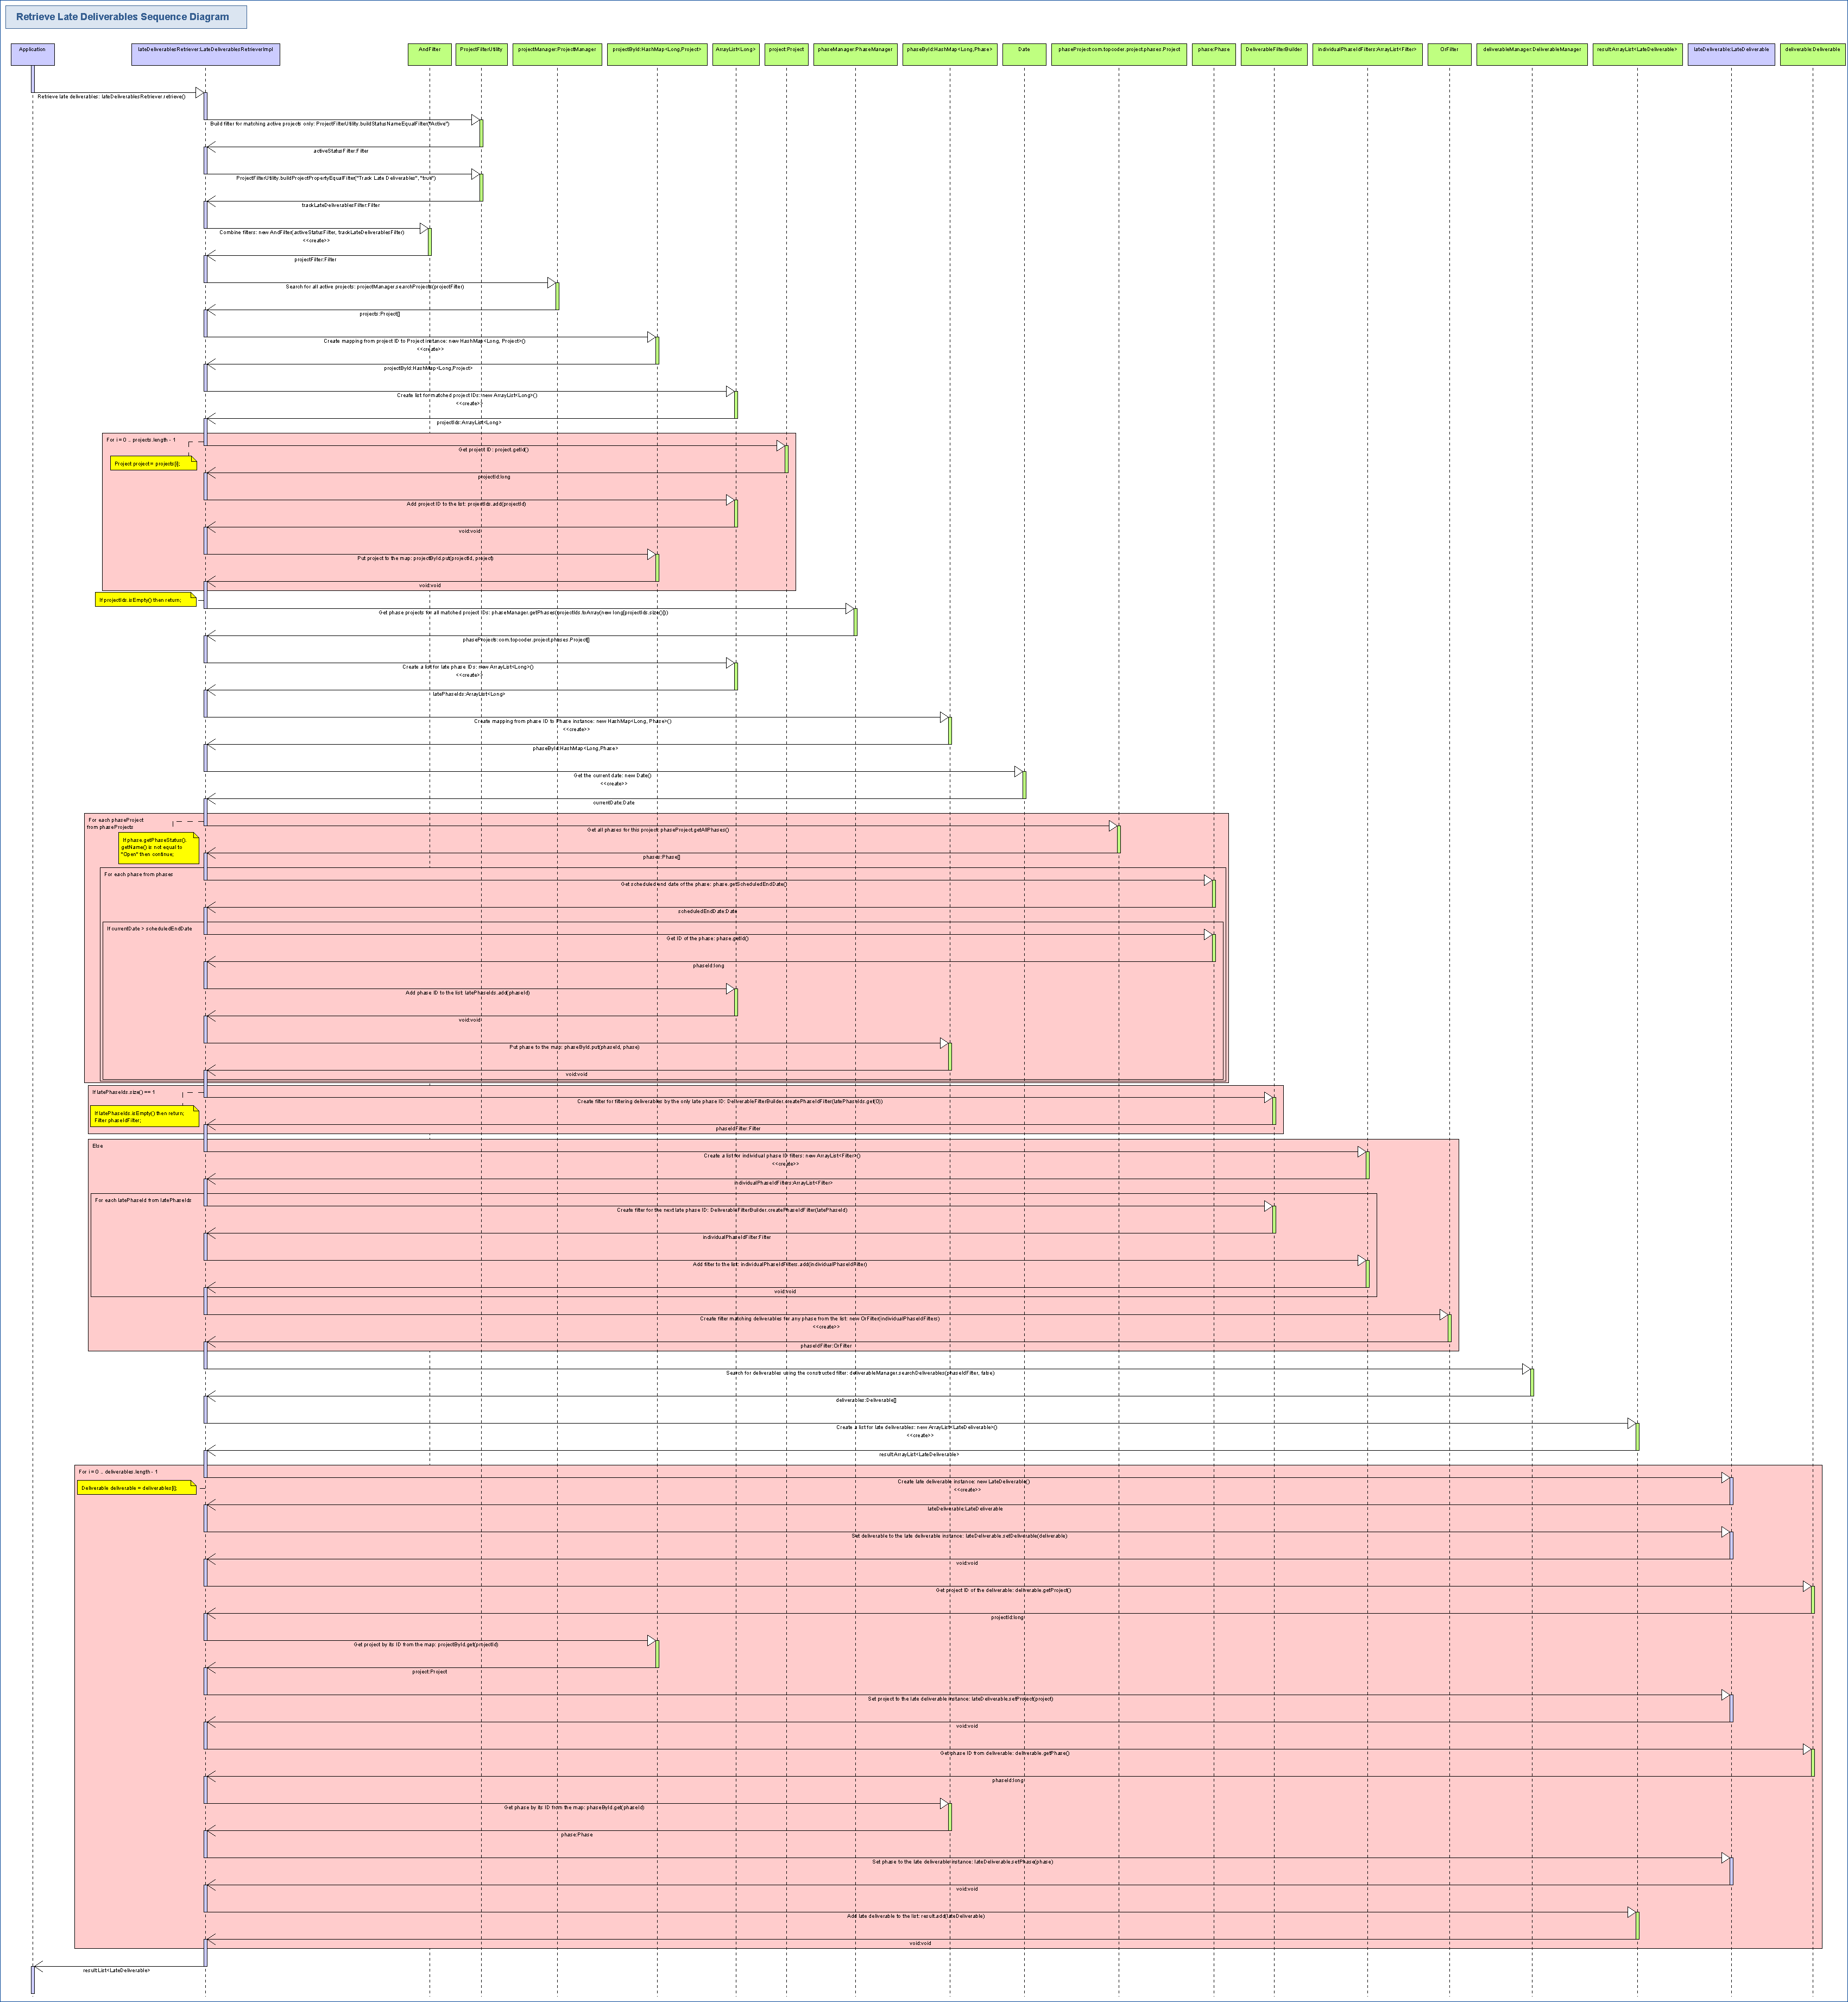 Retrieve Late Deliverables Sequence Diagram
Application
lateDeliverablesRetriever:LateDeliverablesRetrieverImpl
AndFilter
ProjectFilterUtility
projectManager:ProjectManager
projectById:HashMap<Long,Project>
ArrayList<Long>
project:Project
phaseManager:PhaseManager
phaseById:HashMap<Long,Phase>
Date
phaseProject:com.topcoder.project.phases.Project
phase:Phase
DeliverableFilterBuilder
individualPhaseIdFilters:ArrayList<Filter>
OrFilter
deliverableManager:DeliverableManager
result:ArrayList<LateDeliverable>
lateDeliverable:LateDeliverable
deliverable:Deliverable
Retrieve late deliverables: lateDeliverablesRetriever.retrieve()
Build filter for matching active projects only: ProjectFilterUtility.buildStatusNameEqualFilter("Active")
activeStatusFilter:Filter
ProjectFilterUtility.buildProjectPropertyEqualFilter("Track Late Deliverables", "true")
trackLateDeliverablesFilter:Filter
Combine filters: new AndFilter(activeStatusFilter, trackLateDeliverablesFilter)
<<create>>
projectFilter:Filter
Search for all active projects: projectManager.searchProjects(projectFilter)
projects:Project[]
Create mapping from project ID to Project instance: new HashMap<Long, Project>()
<<create>>
projectById:HashMap<Long,Project>
Create list for matched project IDs: new ArrayList<Long>()
<<create>>
projectIds:ArrayList<Long>
For i = 0 .. projects.length - 1
Get project ID: project.getId()
Project project = projects[i];
projectId:long
Add project ID to the list: projectIds.add(projectId)
void:void
Put project to the map: projectById.put(projectId, project)
void:void
If projectIds.isEmpty() then return;
Get phase projects for all matched project IDs: phaseManager.getPhases(projectIds.toArray(new long[projectIds.size()]))
phaseProjects:com.topcoder.project.phases.Project[]
Create a list for late phase IDs: new ArrayList<Long>()
<<create>>
latePhaseIds:ArrayList<Long>
Create mapping from phase ID to Phase instance: new HashMap<Long, Phase>()
<<create>>
phaseById:HashMap<Long,Phase>
Get the current date: new Date()
<<create>>
currentDate:Date
For each phaseProject
from phaseProjects
Get all phases for this project: phaseProject.getAllPhases()
If phase.getPhaseStatus().
getName() is not equal to
"Open" then continue;
phases:Phase[]
For each phase from phases
Get scheduled end date of the phase: phase.getScheduledEndDate()
scheduledEndDate:Date
If currentDate > scheduledEndDate
Get ID of the phase: phase.getId()
phaseId:long
Add phase ID to the list: latePhaseIds.add(phaseId)
void:void
Put phase to the map: phaseById.put(phaseId, phase)
void:void
If latePhaseIds.size() == 1
Create filter for filtering deliverables by the only late phase ID: DeliverableFilterBuilder.createPhaseIdFilter(latePhaseIds.get(0))
If latePhaseIds.isEmpty() then return;
Filter phaseIdFilter;
phaseIdFilter:Filter
Else
Create a list for individual phase ID filters: new ArrayList<Filter>()
<<create>>
individualPhaseIdFilters:ArrayList<Filter>
For each latePhaseId from latePhaseIds
Create filter for the next late phase ID: DeliverableFilterBuilder.createPhaseIdFilter(latePhaseId)
individualPhaseIdFilter:Filter
Add filter to the list: individualPhaseIdFilters.add(individualPhaseIdFilter)
void:void
Create filter matching deliverables for any phase from the list: new OrFilter(individualPhaseIdFilters)
<<create>>
phaseIdFilter:OrFilter
Search for deliverables using the constructed filter: deliverableManager.searchDeliverables(phaseIdFilter, false)
deliverables:Deliverable[]
Create a list for late deliverables: new ArrayList<LateDeliverable>()
<<create>>
result:ArrayList<LateDeliverable>
For i = 0 .. deliverables.length - 1
Create late deliverable instance: new LateDeliverable()
Deliverable deliverable = deliverables[i];
<<create>>
lateDeliverable:LateDeliverable
Set deliverable to the late deliverable instance: lateDeliverable.setDeliverable(deliverable)
void:void
Get project ID of the deliverable: deliverable.getProject()
projectId:long
Get project by its ID from the map: projectById.get(projectId)
project:Project
Set project to the late deliverable instance: lateDeliverable.setProject(project)
void:void
Get phase ID from deliverable: deliverable.getPhase()
phaseId:long
Get phase by its ID from the map: phaseById.get(phaseId)
phase:Phase
Set phase to the late deliverable instance: lateDeliverable.setPhase(phase)
void:void
Add late deliverable to the list: result.add(lateDeliverable)
void:void
result:List<LateDeliverable>